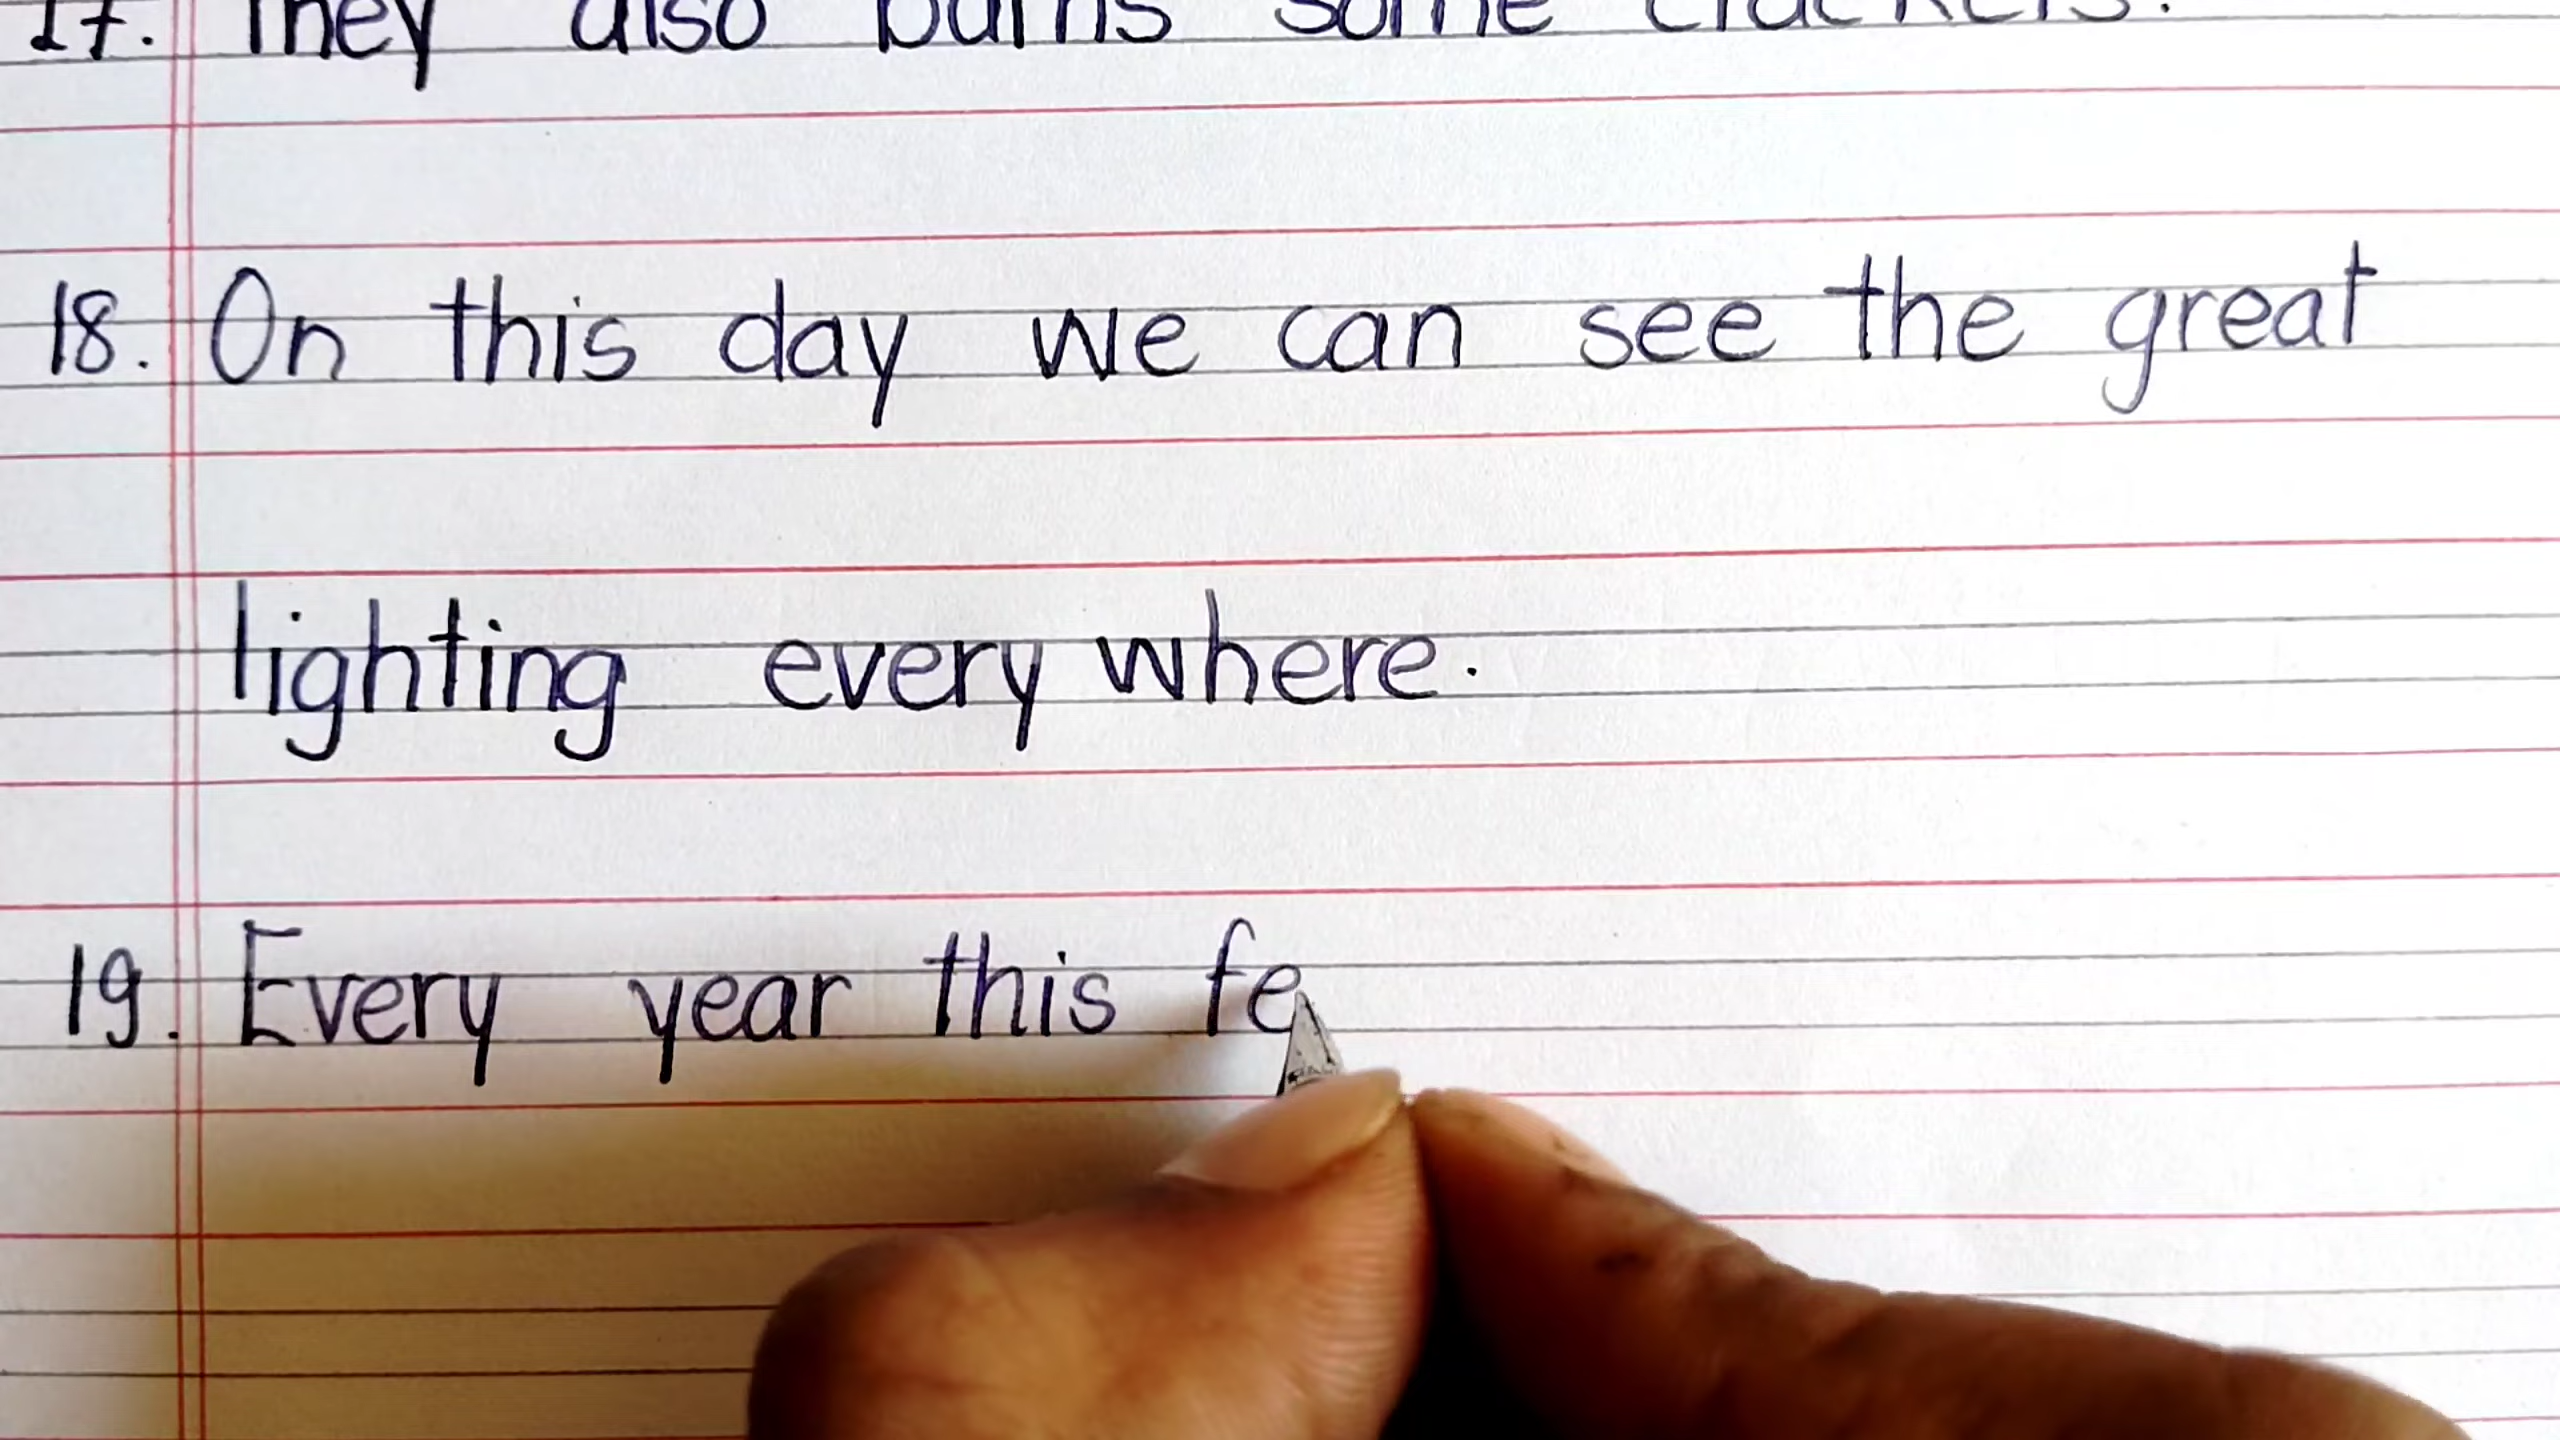 17. They also burns some crackers.
18. On this day we can see the great
lighting every where.
19. Every year this fe